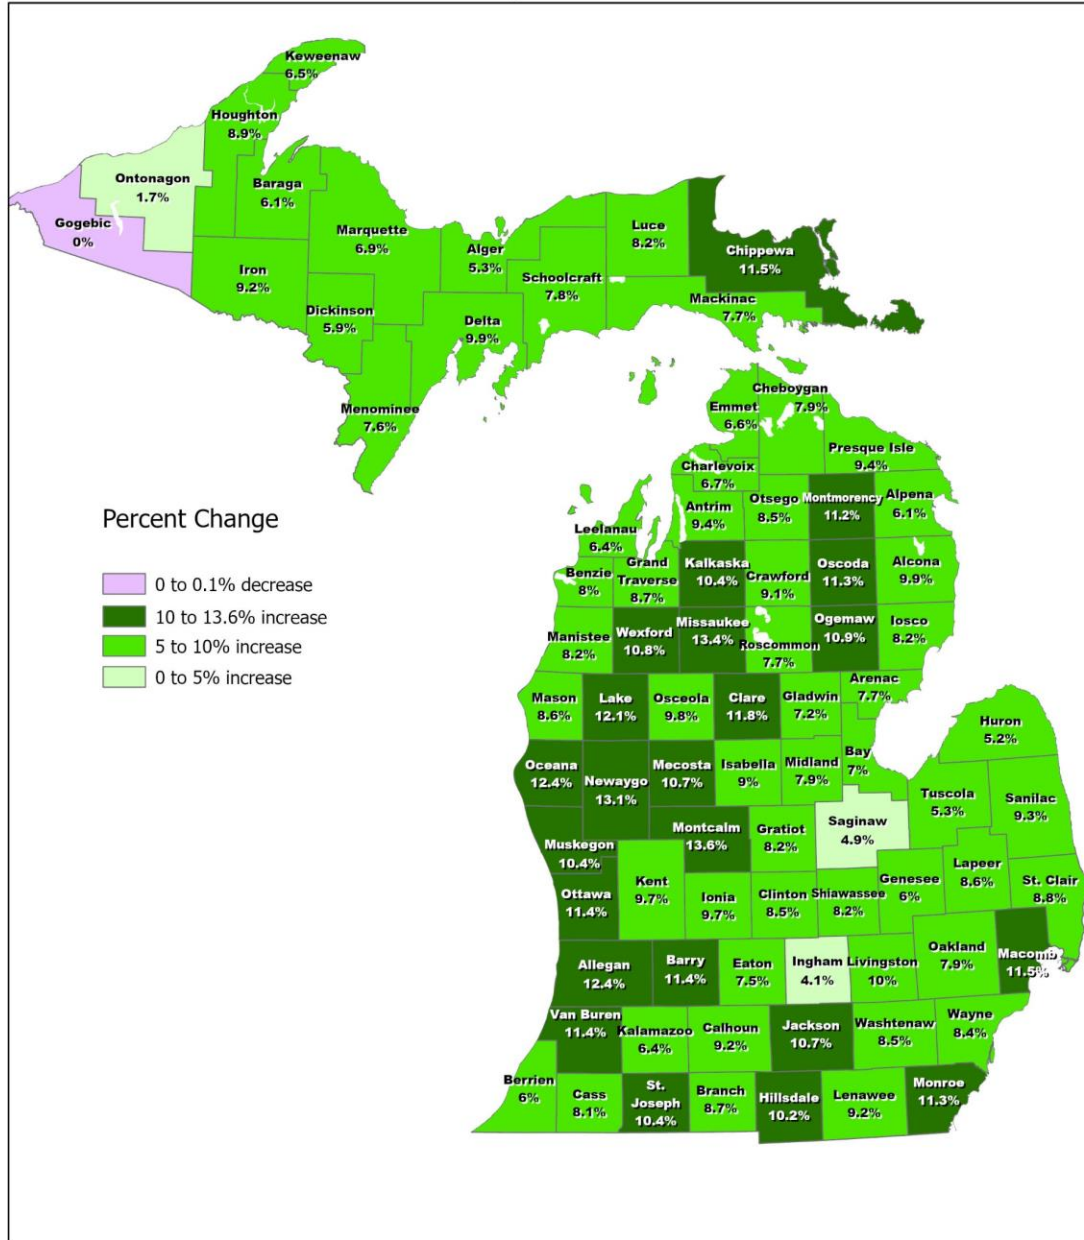 Keweenaw
6.5%
Houghton
8.9%
Ontonagon
1.7%
Baraga
6.1%
Gogebic
0%
Marquette
6.9%
Alger
5.3%
Luce
8.2%
Chippewa
11.5%
Iron
9.2%
Schoolcraft
7.8%
Mackinac
7.7%
Dickinson
5.9%
Delta
9.9%
Menominee
7.6%
Cheboygan
7.9%
Emmet
6.6%
Presque Isle
9.4%
Charlevoix
6.7%
Antrim
9.4%
Otsego
8.5%
Montmorency
11.2%
Alpena
6.1%
Percent Change
0 to 0.1% decrease
10 to 13.6% increase
5 to 10% increase
0 to 5% increase
Leelanau
6.4%
Benzie
8%
Grand
Traverse
8.7%
Kalkaska
10.4%
Crawford
9.1%
Oscoda
11.3%
Alcona
9.9%
Manistee
8.2%
Wexford
10.8%
Missaukee
13.4%
Roscommon
7.7%
Ogemaw
10.9%
Iosco
8.2%
Mason
8.6%
Lake
12.1%
Osceola
9.8%
Clare
11.8%
Gladwin
7.2%
Arenac
7.7%
Huron
5.2%
Oceana
12.4%
Newaygo
13.1%
Mecosta
10.7%
Isabella
9%
Midland
7.9%
Bay
7%
Tuscola
5.3%
Sanilac
9.3%
Muskegon
10.4%
Montcalm
13.6%
Gratiot
8.2%
Saginaw
4.9%
Ottawa
11.4%
Kent
9.7%
Ionia
9.7%
Clinton
8.5%
Shiawassee
8.2%
Genesee
6%
Lapeer
8.6%
St. Clair
8.8%
Allegan
12.4%
Barry
11.4%
Eaton
7.5%
Ingham
4.1%
Livingston
10%
Oakland
7.9%
Macomb
11.5%
Van Buren
11.4%
Kalamazoo
6.4%
Calhoun
9.2%
Jackson
10.7%
Washtenaw
8.5%
Wayne
8.4%
Berrien
6%
Cass
8.1%
St.
Joseph
10.4%
Branch
8.7%
Hillsdale
10.2%
Lenawee
9.2%
Monroe
11.3%